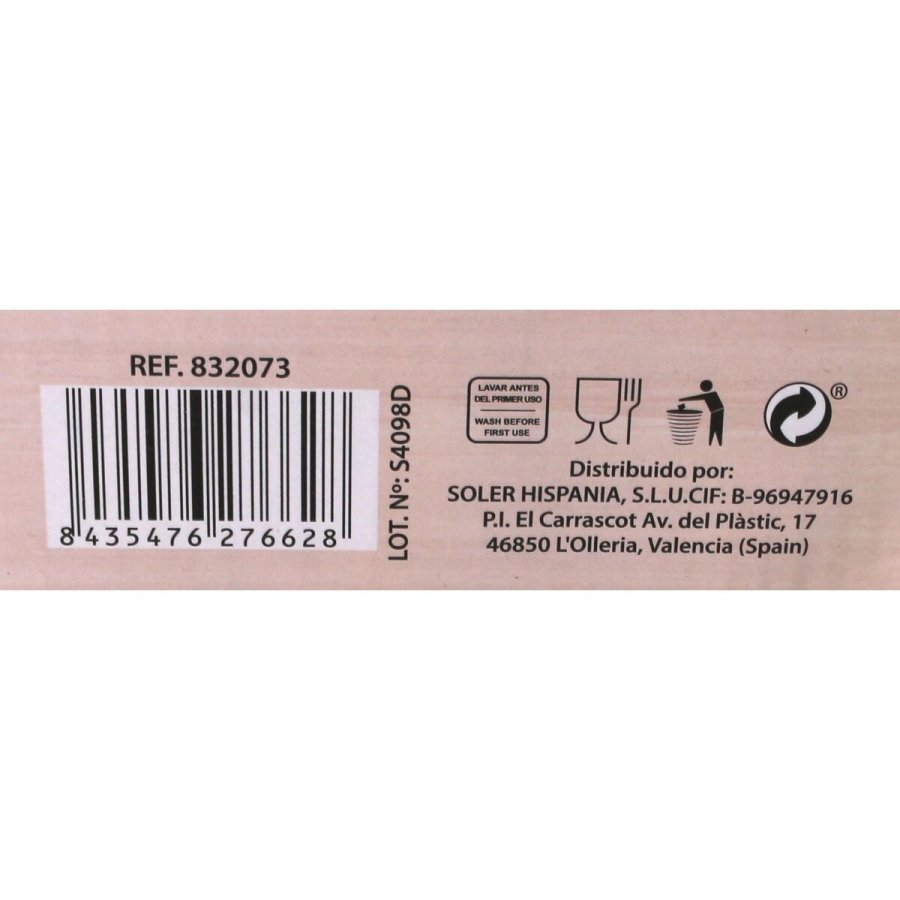 REF. 832073
8 435476 276628
LOT. Nº: S4098D
LAVAR ANTES
DEL PRIMER USO
WASH BEFORE
FIRST USE
®
Distribuido por:
SOLER HISPANIA, S.L.U.CIF: B-96947916
P.I. El Carrascot Av. del Plàstic, 17
46850 L'Olleria, Valencia (Spain)